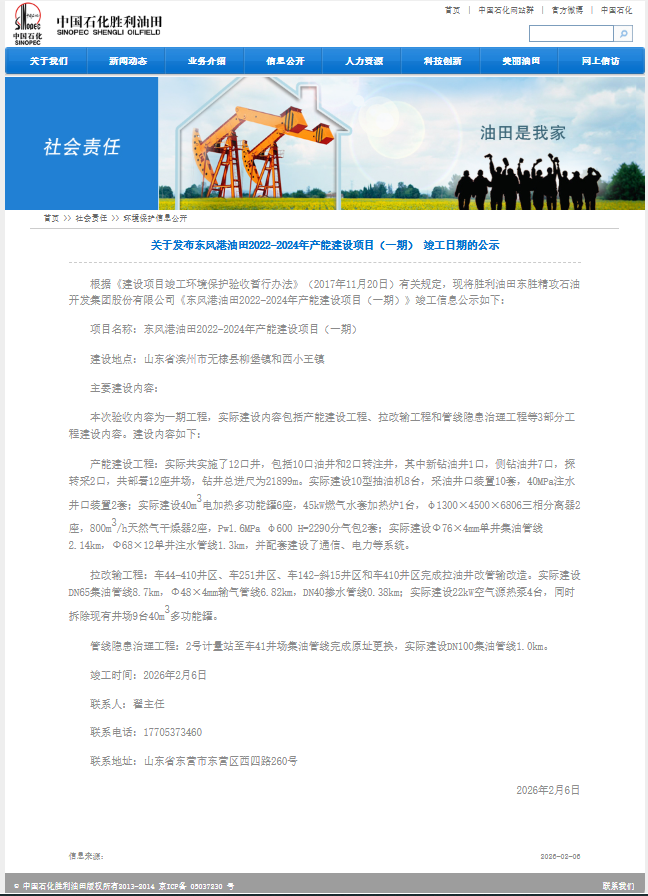 首页 | 中国石化网站群 | 官方微博 | 中国石化
中国石化
SINOPEC
中国石化胜利油田
SINOPEC SHENGLI OILFIELD
关于我们 新闻动态 业务介绍 信息公开 人力资源 科技创新 美丽油田 网上信访
社会责任
油田是我家
首页 >> 社会责任 >> 环境保护信息公开
关于发布东风港油田2022-2024年产能建设项目（一期） 竣工日期的公示
根据《建设项目竣工环境保护验收暂行办法》（2017年11月20日）有关规定，现将胜利油田东胜精攻石油
开发集团股份有限公司《东风港油田2022-2024年产能建设项目（一期）》竣工信息公示如下：
项目名称：东风港油田2022-2024年产能建设项目（一期）
建设地点：山东省滨州市无棣县柳堡镇和西小王镇
主要建设内容：
本次验收内容为一期工程，实际建设内容包括产能建设工程、拉改输工程和管线隐患治理工程等3部分工
程建设内容。建设内容如下：
产能建设工程：实际共实施了12口井，包括10口油井和2口转注井，其中新钻油井1口，侧钻油井7口，探
转采2口，共部署12座井场，钻井总进尺为21899m。实际建设10型抽油机8台，采油井口装置10套，40MPa注水
井口装置2套；实际建设40m³电加热多功能罐6座，45kW燃气水套加热炉1台，φ1300×4500×6806三相分离器2
座，800m³/h天然气干燥器2座，Pw1.6MPa φ600 H=2290分气包2套；实际建设Φ76×4mm单井集油管线
2.14km，Φ68×12单井注水管线1.3km，并配套建设了通信、电力等系统。
拉改输工程：车44-410井区、车251井区、车142-斜15井区和车410井区完成拉油井改管输改造。实际建设
DN65集油管线8.7km，Φ48×4mm输气管线6.82km，DN40掺水管线0.38km；实际建设22kW空气源热泵4台，同时
拆除现有井场9台40m³多功能罐。
管线隐患治理工程：2号计量站至车41井场集油管线完成原址更换，实际建设DN100集油管线1.0km。
竣工时间：2026年2月6日
联系人：翟主任
联系电话：17705373460
联系地址：山东省东营市东营区西四路260号
2026年2月6日
信息来源： 2026-02-06
© 中国石化胜利油田版权所有2013-2014 京ICP备 05037230 号 联系我们